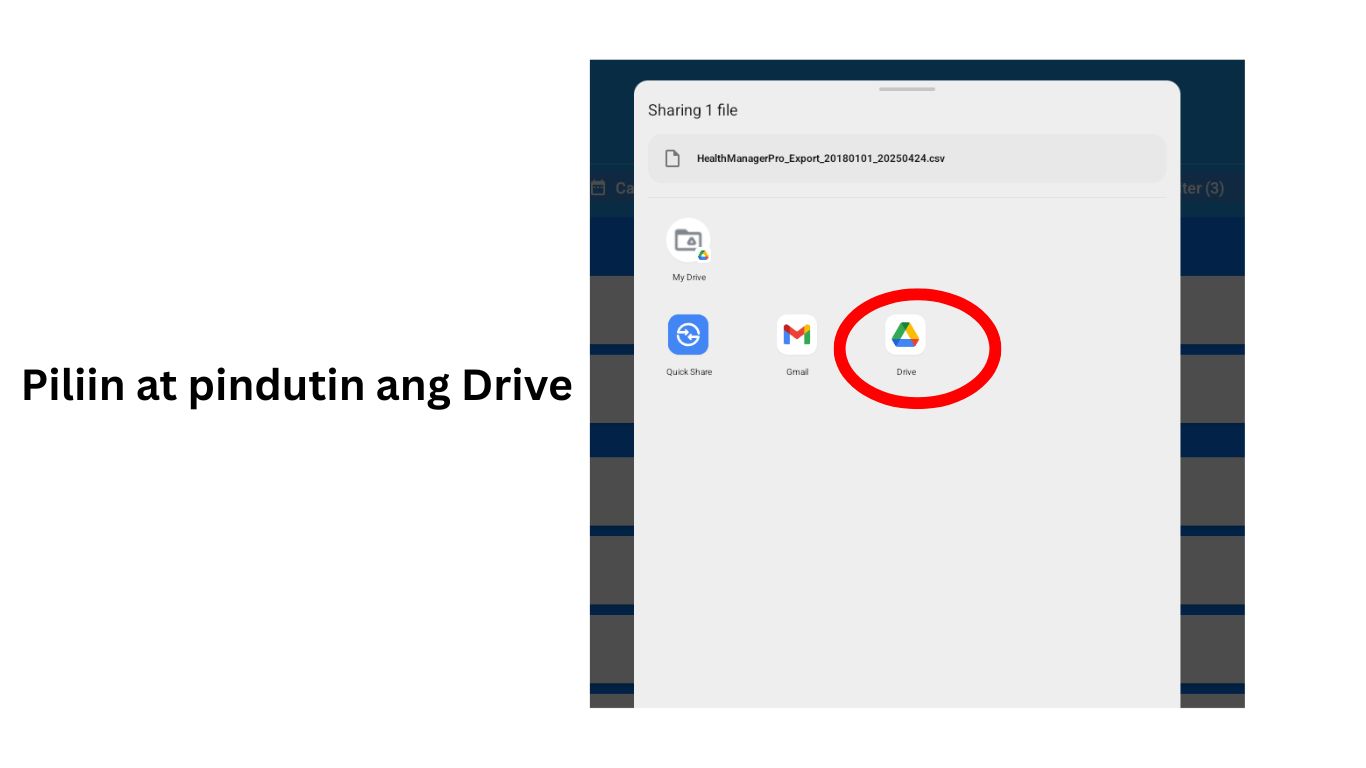 Piliin at pindutin ang Drive
Sharing 1 file
HealthManagerPro_Export_20180101_20250424.csv
Ca
ter (3)
My Drive
Quick Share
Gmail
Drive